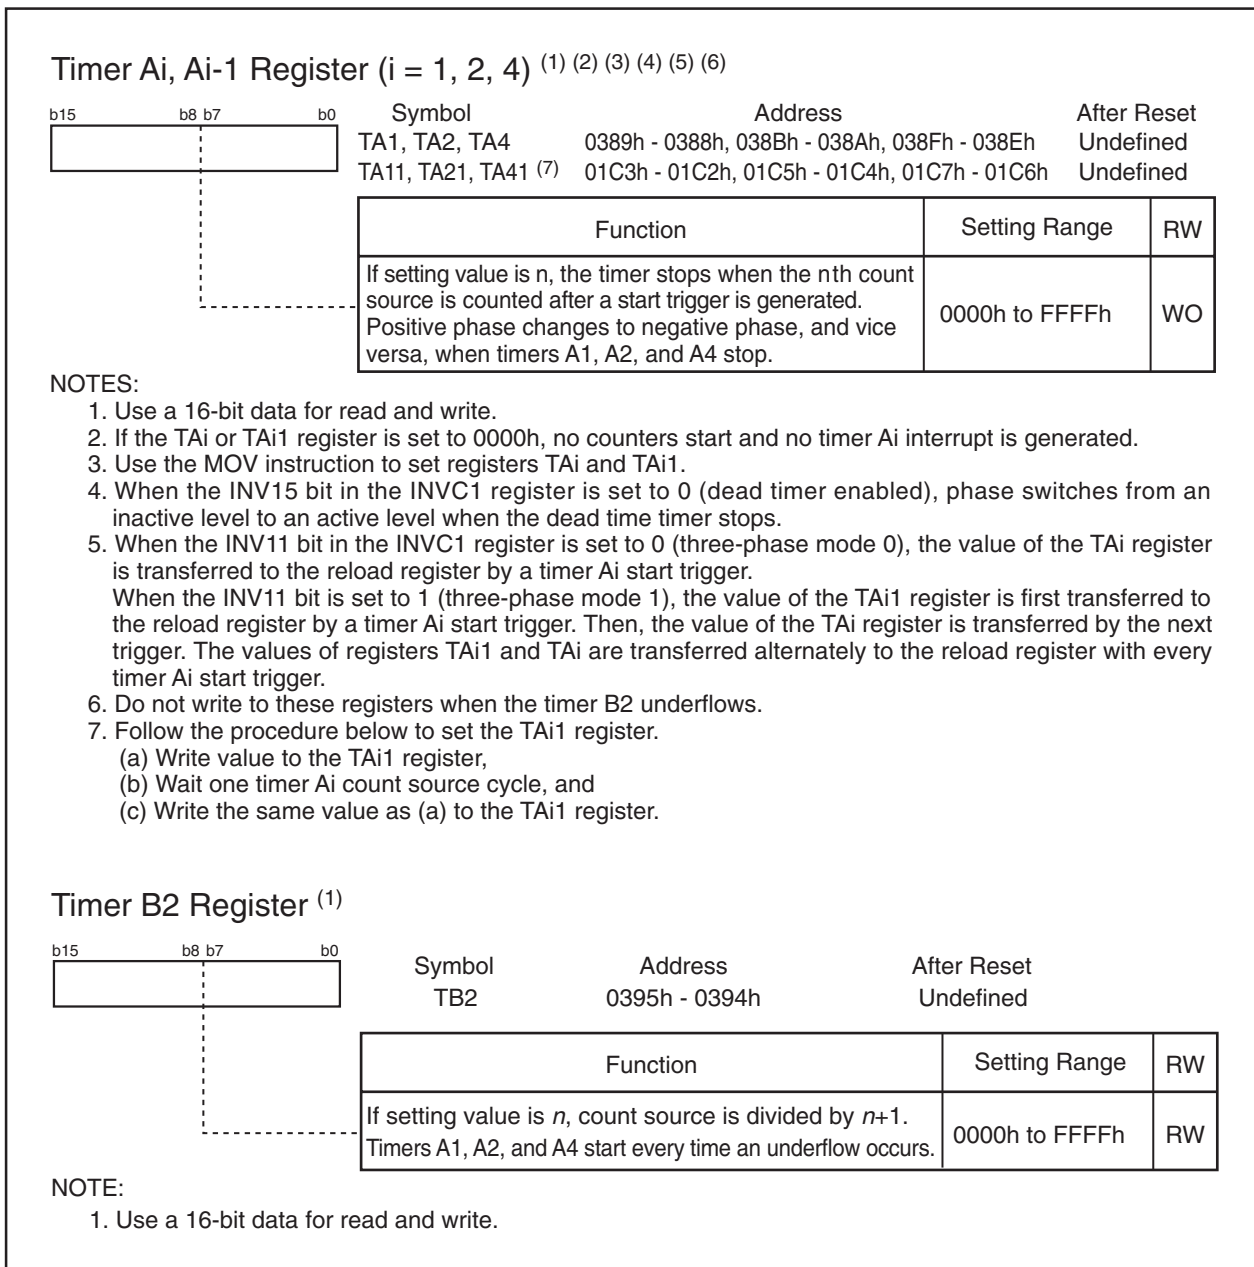 Timer Ai, Ai-1 Register (i = 1, 2, 4) (1) (2) (3) (4) (5) (6)
b15 b8 b7 b0
Symbol Address After Reset
TA1, TA2, TA4 0389h - 0388h, 038Bh - 038Ah, 038Fh - 038Eh Undefined
TA11, TA21, TA41 (7) 01C3h - 01C2h, 01C5h - 01C4h, 01C7h - 01C6h Undefined
Function Setting Range RW
If setting value is n, the timer stops when the nth count
source is counted after a start trigger is generated.
Positive phase changes to negative phase, and vice
versa, when timers A1, A2, and A4 stop.
0000h to FFFFh WO
NOTES:
1. Use a 16-bit data for read and write.
2. If the TAi or TAi1 register is set to 0000h, no counters start and no timer Ai interrupt is generated.
3. Use the MOV instruction to set registers TAi and TAi1.
4. When the INV15 bit in the INVC1 register is set to 0 (dead timer enabled), phase switches from an
inactive level to an active level when the dead time timer stops.
5. When the INV11 bit in the INVC1 register is set to 0 (three-phase mode 0), the value of the TAi register
is transferred to the reload register by a timer Ai start trigger.
When the INV11 bit is set to 1 (three-phase mode 1), the value of the TAi1 register is first transferred to
the reload register by a timer Ai start trigger. Then, the value of the TAi register is transferred by the next
trigger. The values of registers TAi1 and TAi are transferred alternately to the reload register with every
timer Ai start trigger.
6. Do not write to these registers when the timer B2 underflows.
7. Follow the procedure below to set the TAi1 register.
(a) Write value to the TAi1 register,
(b) Wait one timer Ai count source cycle, and
(c) Write the same value as (a) to the TAi1 register.
Timer B2 Register (1)
b15 b8 b7 b0
Symbol Address After Reset
TB2 0395h - 0394h Undefined
Function Setting Range RW
If setting value is n, count source is divided by n+1.
Timers A1, A2, and A4 start every time an underflow occurs.
0000h to FFFFh RW
NOTE:
1. Use a 16-bit data for read and write.